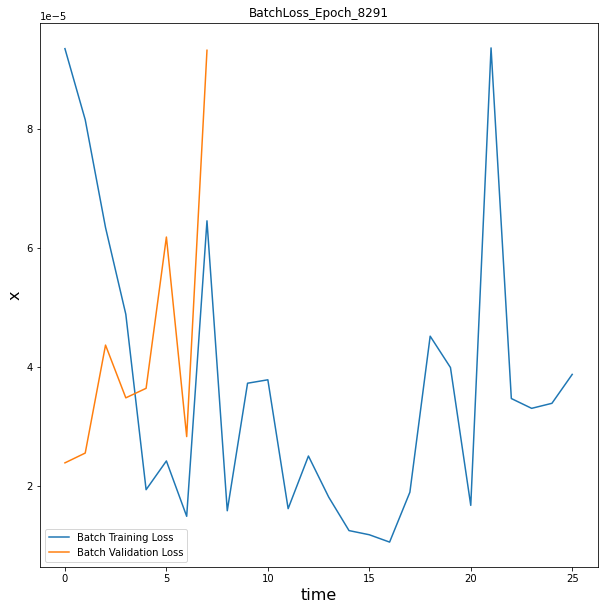 BatchLoss_Epoch_8291
1e−5
8
6
4
2
x
0 5 10 15 20 25
time
Batch Training Loss
Batch Validation Loss